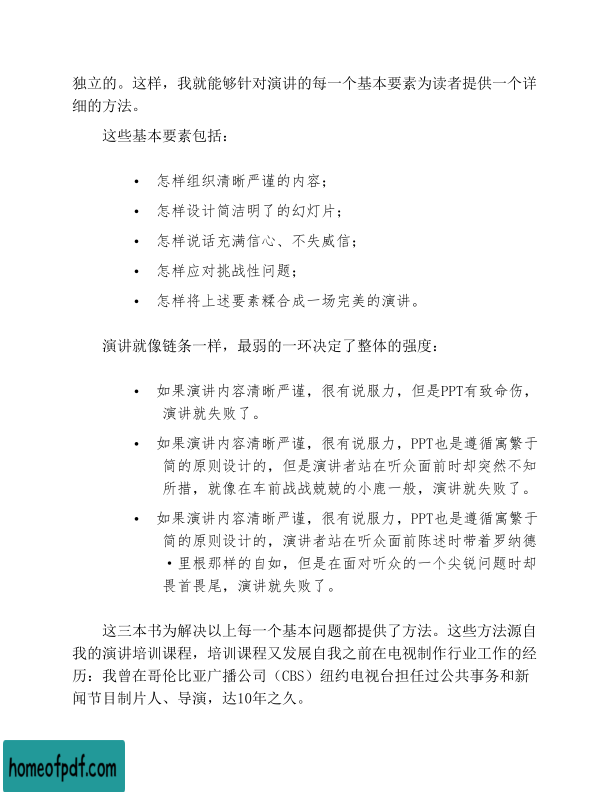 独立的。这样，我就能够针对演讲的每一个基本要素为读者提供一个详
细的方法。
这些基本要素包括：
• 怎样组织清晰严谨的内容；
• 怎样设计简洁明了的幻灯片；
• 怎样说话充满信心、不失威信；
• 怎样应对挑战性问题；
• 怎样将上述要素糅合成一场完美的演讲。
演讲就像链条一样，最弱的一环决定了整体的强度：
• 如果演讲内容清晰严谨，很有说服力，但是PPT有致命伤，
演讲就失败了。
• 如果演讲内容清晰严谨，很有说服力，PPT也是遵循寓繁于
简的原则设计的，但是演讲者站在听众面前时却突然不知
所措，就像在车前战战兢兢的小鹿一般，演讲就失败了。
• 如果演讲内容清晰严谨，很有说服力，PPT也是遵循寓繁于
简的原则设计的，演讲者站在听众面前陈述时带着罗纳德
·里根那样的自如，但是在面对听众的一个尖锐问题时却
畏首畏尾，演讲就失败了。
这三本书为解决以上每一个基本问题都提供了方法。这些方法源自
我的演讲培训课程，培训课程又发展自我之前在电视制作行业工作的经
历：我曾在哥伦比亚广播公司（CBS）纽约电视台担任过公共事务和新
闻节目制片人、导演，达10年之久。
homeofpdf.com